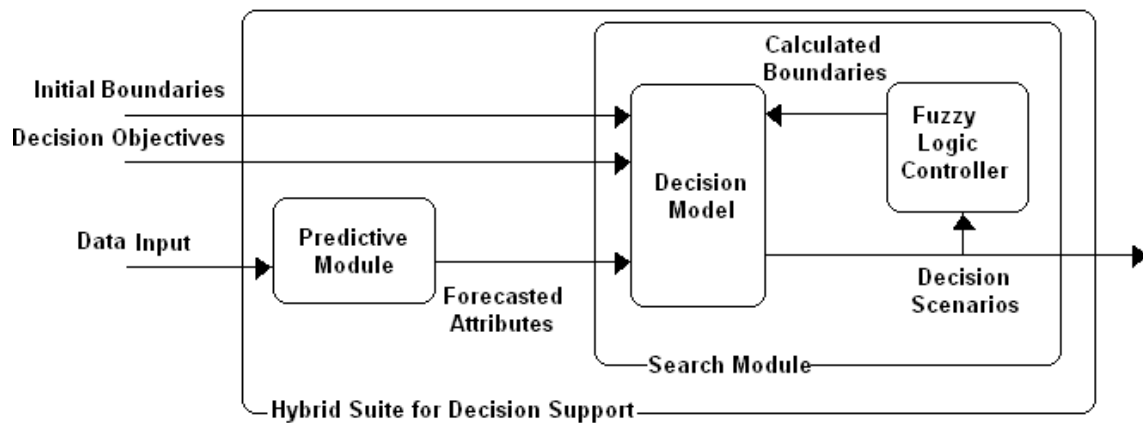 Calculated
Boundaries
Initial Boundaries
Decision Objectives
Fuzzy
Logic
Controller
Decision
Model
Data Input
Predictive
Module
Forecasted
Attributes
Decision
Scenarios
Search Module
Hybrid Suite for Decision Support